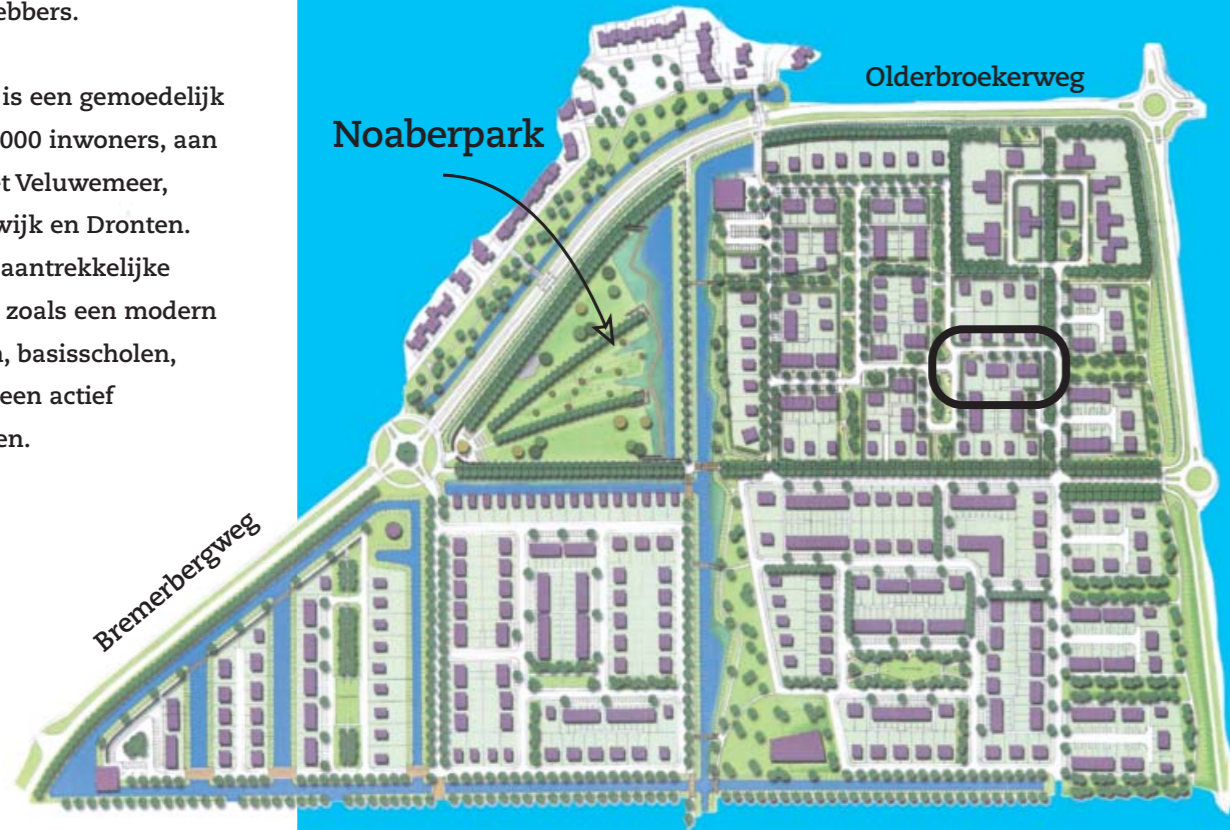 ebbers.
is een gemoedelijk
000 inwoners, aan
et Veluwemeer,
wijk en Dronten.
aantrekkelijke
zoals een modern
n, basisscholen,
een actief
en.
Noaberpark
Olderbroekerweg
Bremerbergweg